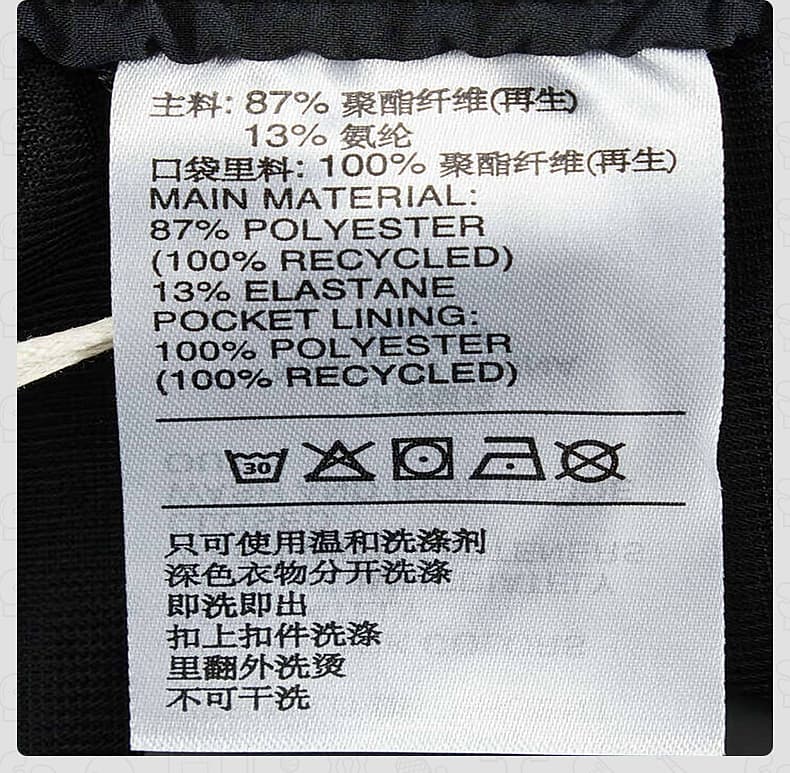 主料: 87% 聚酯纤维(再生)
13% 氨纶
口袋里料: 100% 聚酯纤维(再生)
MAIN MATERIAL:
87% POLYESTER
(100% RECYCLED)
13% ELASTANE
POCKET LINING:
100% POLYESTER
(100% RECYCLED)
30
只可使用温和洗涤剂
深色衣物分开洗涤
即洗即出
扣上扣件洗涤
里翻外洗烫
不可干洗